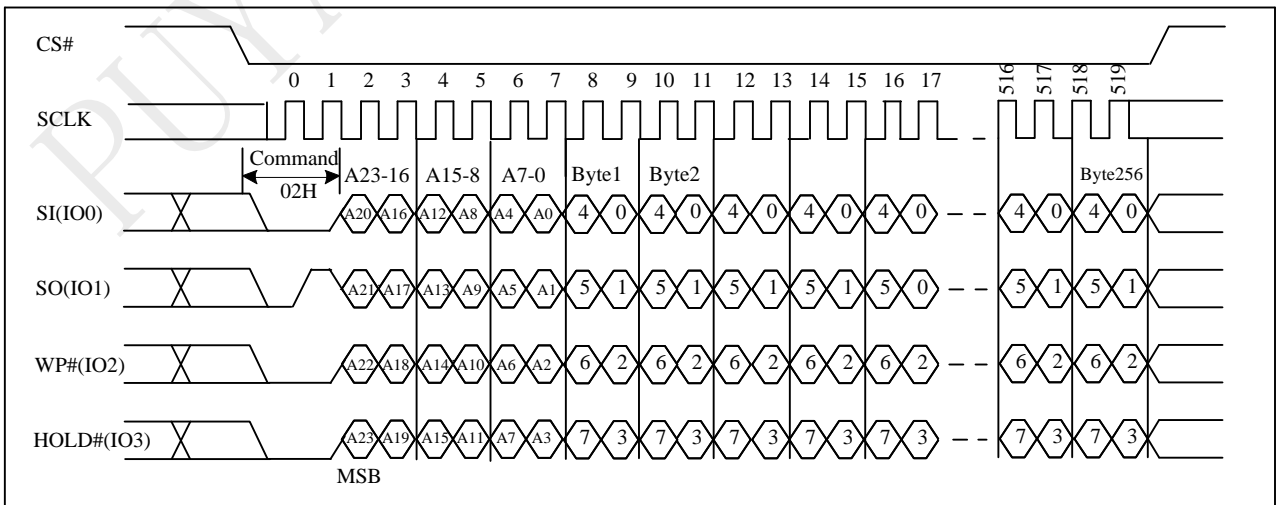 PUYA
CS#
0 1 2 3 4 5 6 7 8 9 10 11 12 13 14 15 16 17 516 517 518 519
SCLK
Command
02H
A23-16 A15-8 A7-0 Byte1 Byte2 Byte256
SI(IO0) A20 A16 A12 A8 A4 A0 4 0 4 0 4 0 4 0 4 0 4 0 4 0
SO(IO1) A21 A17 A13 A9 A5 A1 5 1 5 1 5 1 5 1 5 0 5 1 5 1
WP#(IO2) A22 A18 A14 A10 A6 A2 6 2 6 2 6 2 6 2 6 2 6 2 6 2
HOLD#(IO3) A23 A19 A15 A11 A7 A3 7 3 7 3 7 3 7 3 7 3 7 3 7 3
MSB